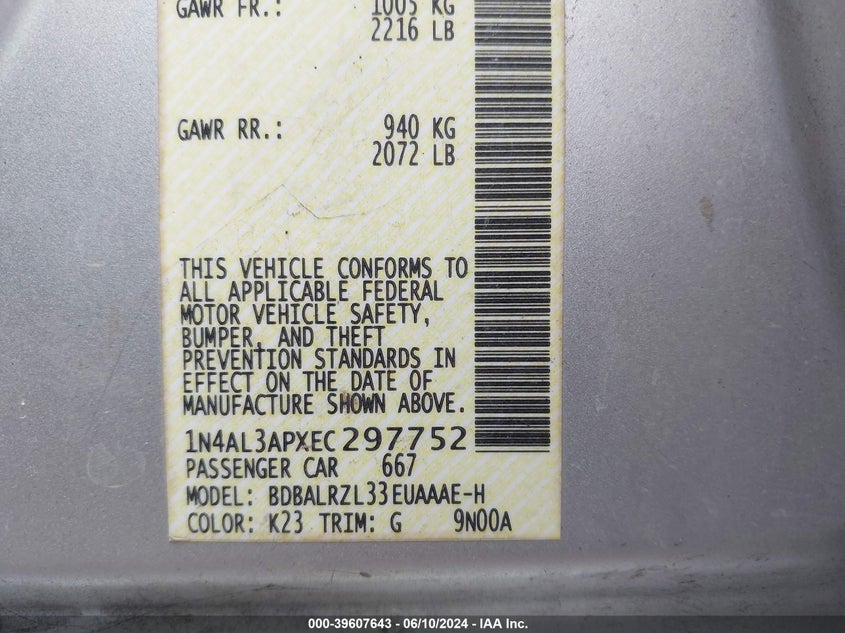 GAWR FR.: 1005 KG
2216 LB
GAWR RR.: 940 KG
2072 LB
THIS VEHICLE CONFORMS TO
ALL APPLICABLE FEDERAL
MOTOR VEHICLE SAFETY,
BUMPER, AND THEFT
PREVENTION STANDARDS IN
EFFECT ON THE DATE OF
MANUFACTURE SHOWN ABOVE.
1N4AL3APXEC297752
PASSENGER CAR 667
MODEL: BDBALRZL33EUAAAE-H
COLOR: K23 TRIM: G 9N00A
000-39607643 - 06/10/2024 - IAA Inc.